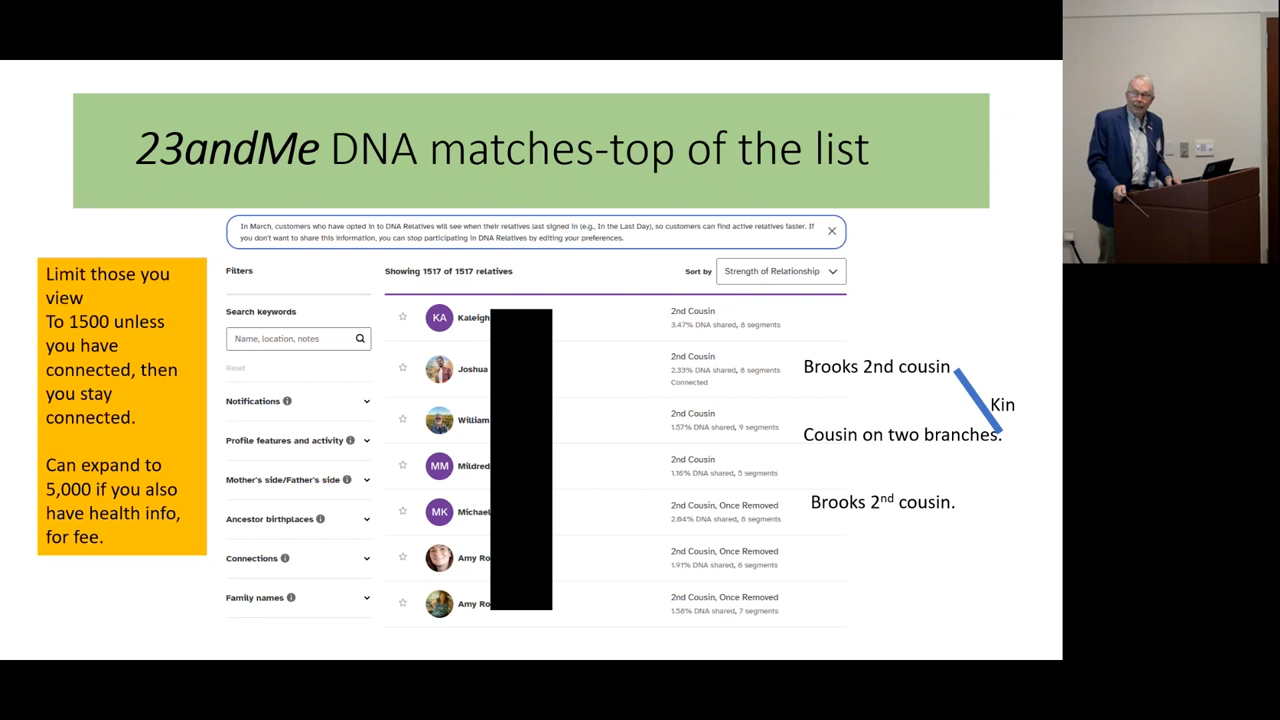 23andMe DNA matches-top of the list
In March, customers who have opted in to DNA Relatives will see when their relatives last signed in (e.g., In the Last Day), so customers can find active relatives faster. If
you don't want to share this information, you can stop participating in DNA Relatives by editing your preferences.
Limit those you
view
To 1500 unless
you have
connected, then
you stay
connected.
Can expand to
5,000 if you also
have health info,
for fee.
Filters
Search keywords
Name, location, notes
Reset
Notifications
Profile features and activity
Mother's side/Father's side
Ancestor birthplaces
Connections
Family names
Showing 1517 of 1517 relatives
Sort by
Strength of Relationship
KA Kaleigh
2nd Cousin
3.47% DNA shared, 8 segments
Joshua
2nd Cousin
2.33% DNA shared, 8 segments
Connected
William
2nd Cousin
1.57% DNA shared, 9 segments
MM Mildred
2nd Cousin
1.16% DNA shared, 5 segments
MK Michael
2nd Cousin, Once Removed
2.04% DNA shared, 8 segments
Amy Ro
2nd Cousin, Once Removed
1.91% DNA shared, 6 segments
Amy Ro
2nd Cousin, Once Removed
1.58% DNA shared, 7 segments
Brooks 2nd cousin
Kin
Cousin on two branches.
Brooks 2nd cousin.